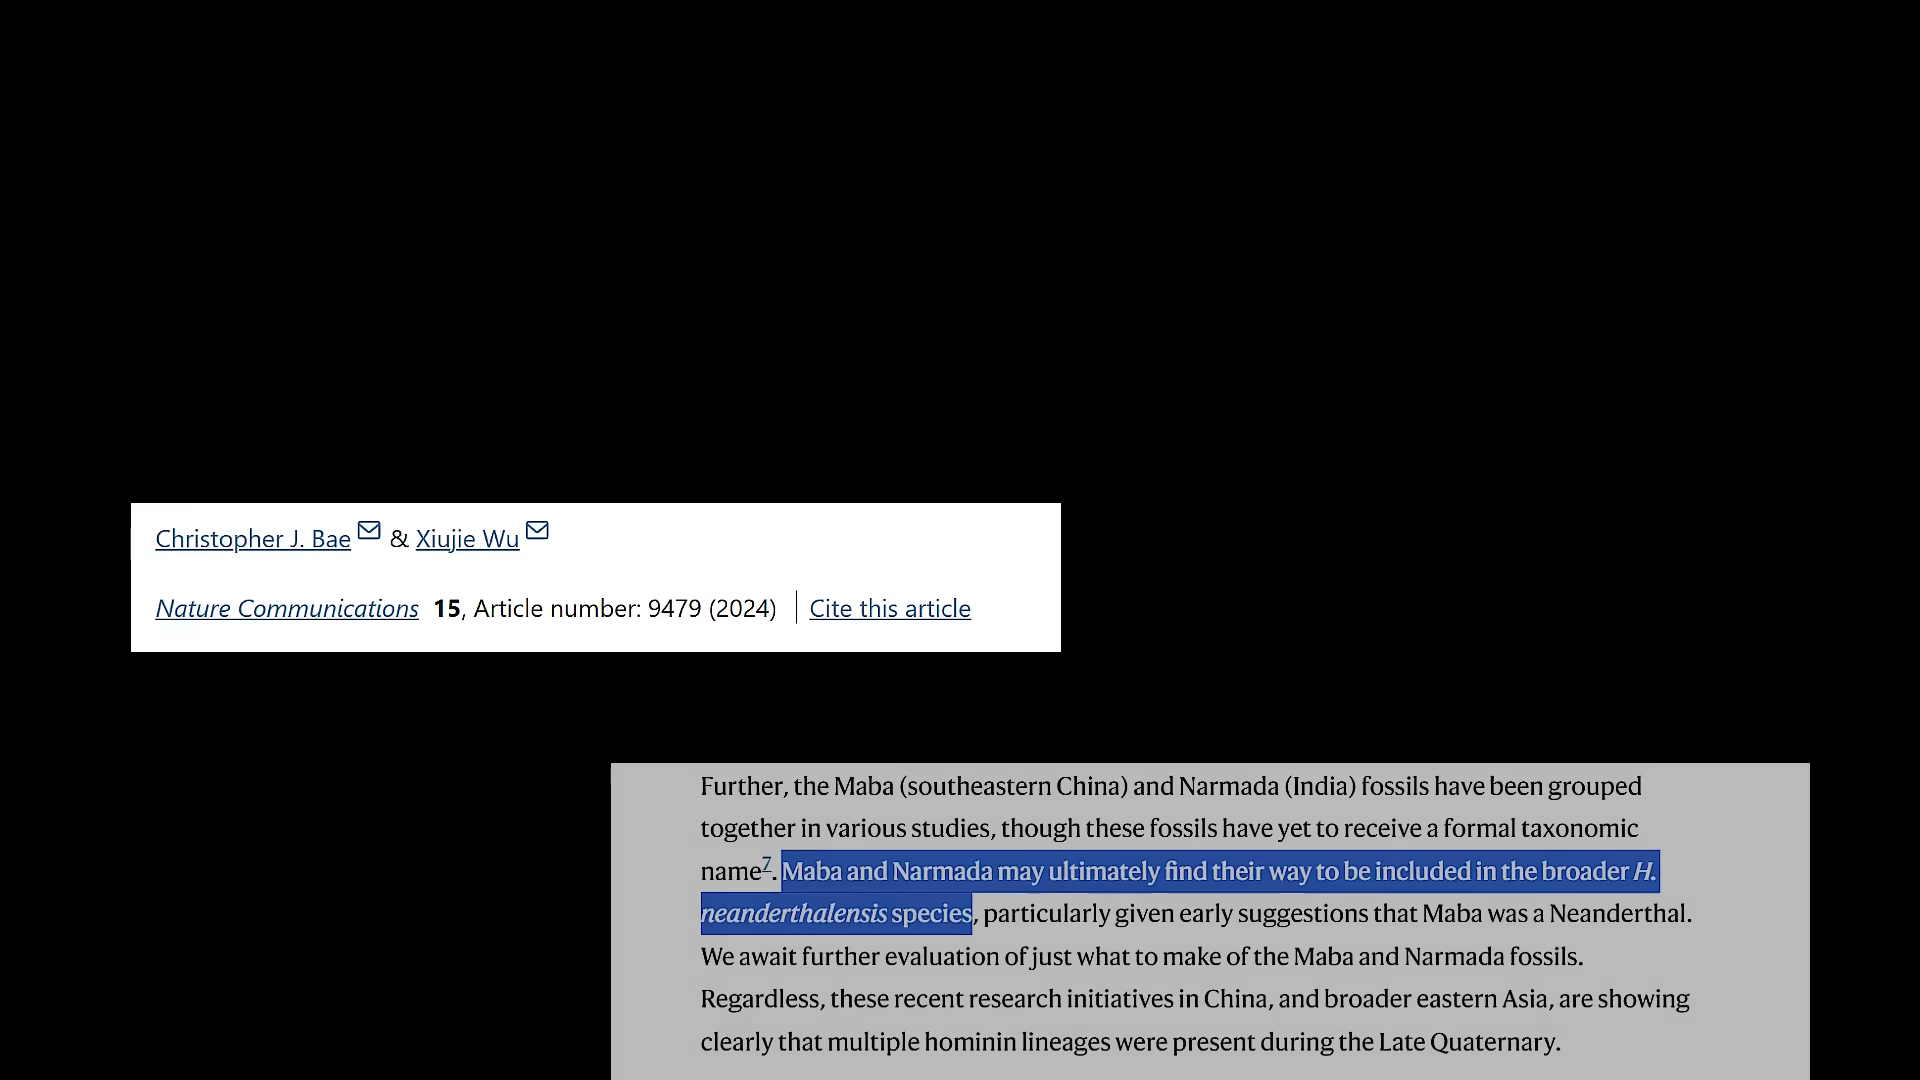 Christopher J. Bae & Xiujie Wu
Nature Communications 15, Article number: 9479 (2024) | Cite this article
Further, the Maba (southeastern China) and Narmada (India) fossils have been grouped
together in various studies, though these fossils have yet to receive a formal taxonomic
name7. Maba and Narmada may ultimately find their way to be included in the broader H.
neanderthalensis species, particularly given early suggestions that Maba was a Neanderthal.
We await further evaluation of just what to make of the Maba and Narmada fossils.
Regardless, these recent research initiatives in China, and broader eastern Asia, are showing
clearly that multiple hominin lineages were present during the Late Quaternary.